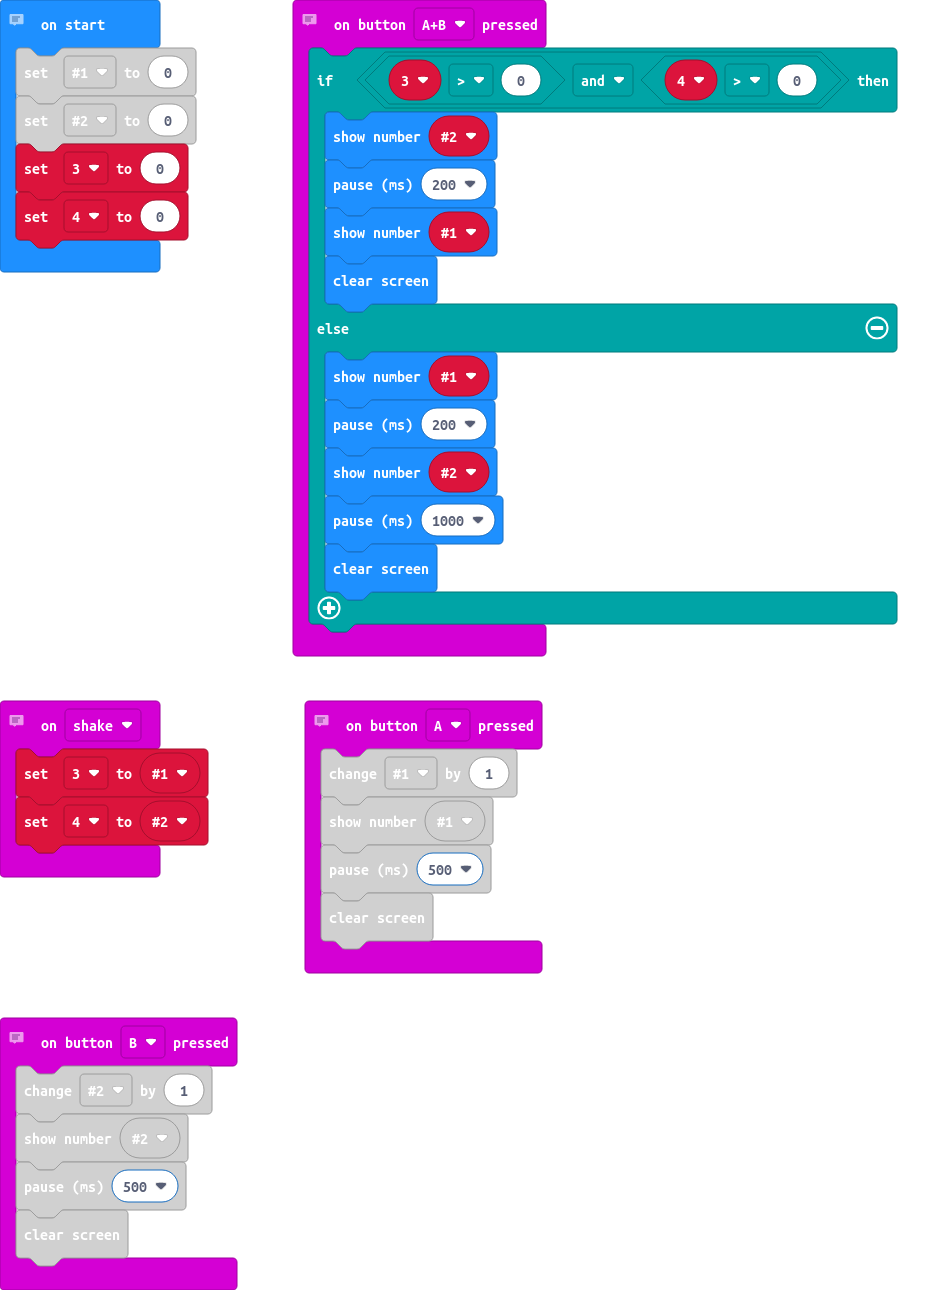 on start
set #1 to 0
set #2 to 0
set 3 to 0
set 4 to 0
on button A+B pressed
if 3 > 0 and 4 > 0 then
show number #2
pause (ms) 200
show number #1
clear screen
else
show number #1
pause (ms) 200
show number #2
pause (ms) 1000
clear screen
on shake
set 3 to #1
set 4 to #2
on button A pressed
change #1 by 1
show number #1
pause (ms) 500
clear screen
on button B pressed
change #2 by 1
show number #2
pause (ms) 500
clear screen